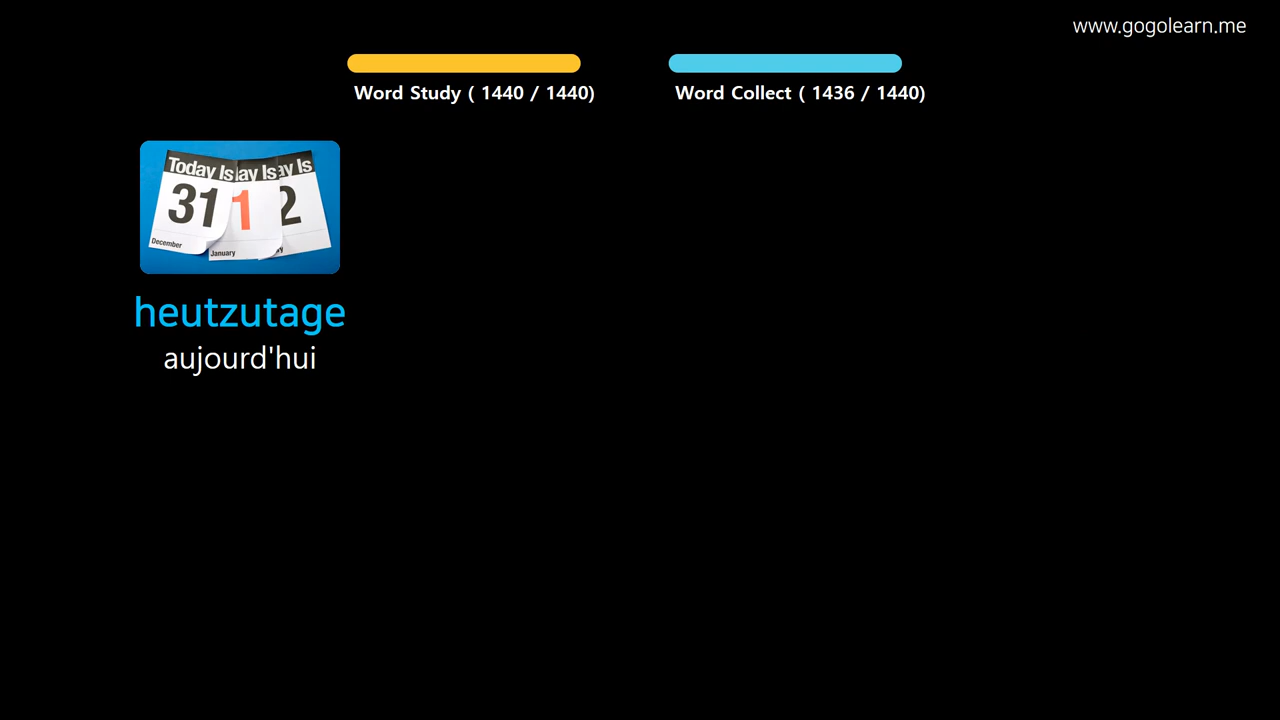 www.gogolearn.me
Word Study ( 1440 / 1440)
Word Collect ( 1436 / 1440)
Today Is
ay Is
ay Is
31
1
2
December
January
ry
heutzutage
aujourd'hui